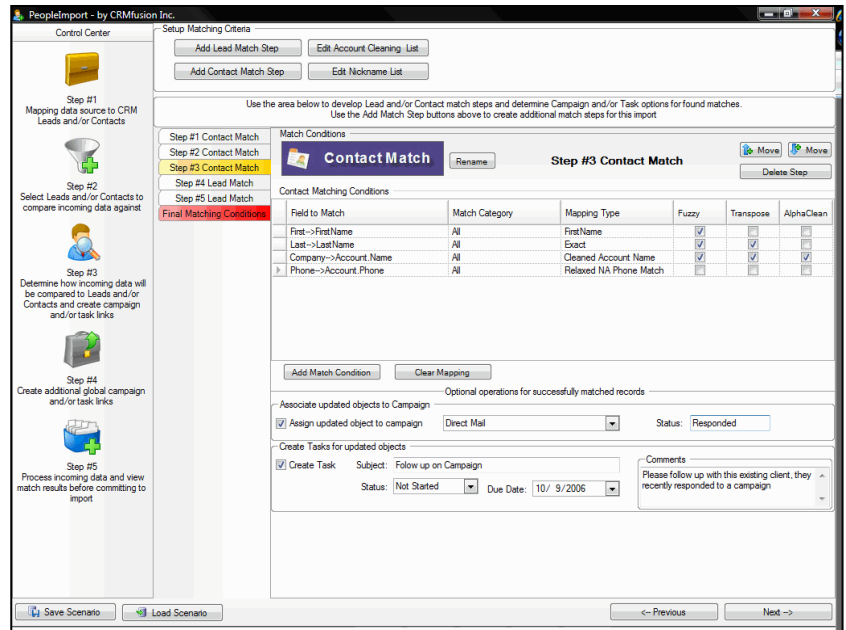 PeopleImport - by CRMfusion Inc.
Control Center
Step #1
Mapping data source to CRM
Leads and/or Contacts
Step #2
Select Leads and/or Contacts to
compare incoming data against
Step #3
Determine how incoming data will
be compared to Leads and/or
Contacts and create campaign
and/or task links
Step #4
Create additional global campaign
and/or task links
Step #5
Process incoming data and view
match results before committing to
import
Setup Matching Criteria
Add Lead Match Step
Edit Account Cleaning List
Add Contact Match Step
Edit Nickname List
Use the area below to develop Lead and/or Contact match steps and determine Campaign and/or Task options for found matches.
Use the Add Match Step buttons above to create additional match steps for this import
Step #1 Contact Match
Step #2 Contact Match
Step #3 Contact Match
Step #4 Lead Match
Step #5 Lead Match
Final Matching Conditions
Match Conditions
Contact Match
Rename
Step #3 Contact Match
Move
Move
Delete Step
Contact Matching Conditions
Field to Match Match Category Mapping Type Fuzzy Transpose AlphaClean
First-->FirstName All FirstName
Last-->LastName All Exact
Company-->Account.Name All Cleaned Account Name
Phone-->Account.Phone All Relaxed NA Phone Match
Add Match Condition
Clear Mapping
Optional operations for successfully matched records
Associate updated objects to Campaign
Assign updated object to campaign Direct Mail Status: Responded
Create Tasks for updated objects
Create Task Subject: Folow up on Campaign
Status: Not Started Due Date: 10/ 9/2006
Comments
Please follow up with this existing client, they
recently responded to a campaign
Save Scenario
Load Scenario
<-- Previous
Next -->